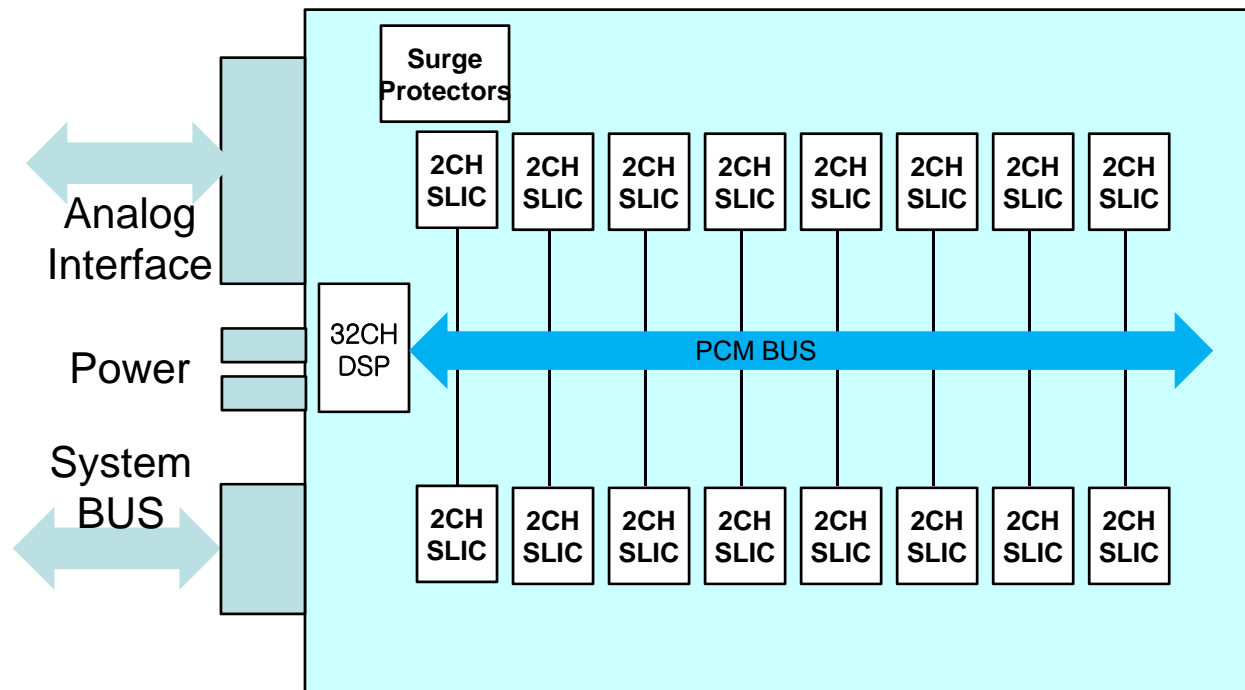 Surge
Protectors
2CH
SLIC
2CH
SLIC
2CH
SLIC
2CH
SLIC
2CH
SLIC
2CH
SLIC
2CH
SLIC
2CH
SLIC
Analog
Interface
32CH
DSP
PCM BUS
Power
System
BUS
2CH
SLIC
2CH
SLIC
2CH
SLIC
2CH
SLIC
2CH
SLIC
2CH
SLIC
2CH
SLIC
2CH
SLIC